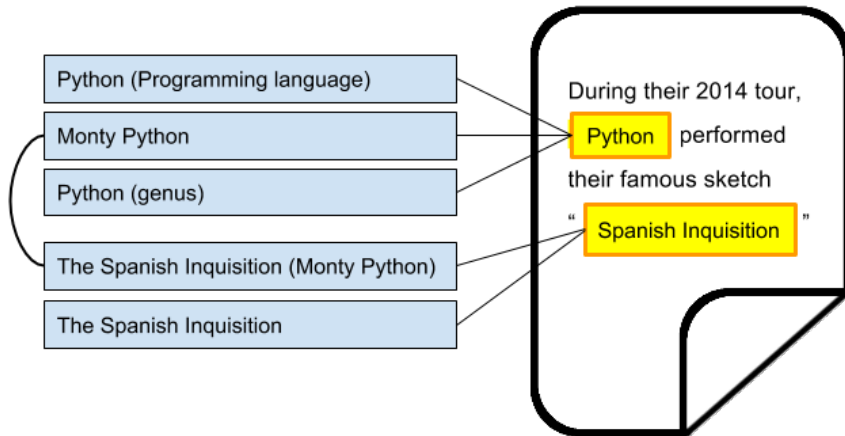 Python (Programming language)
Monty Python
Python (genus)
The Spanish Inquisition (Monty Python)
The Spanish Inquisition
During their 2014 tour,
Python performed
their famous sketch
“ Spanish Inquisition ”